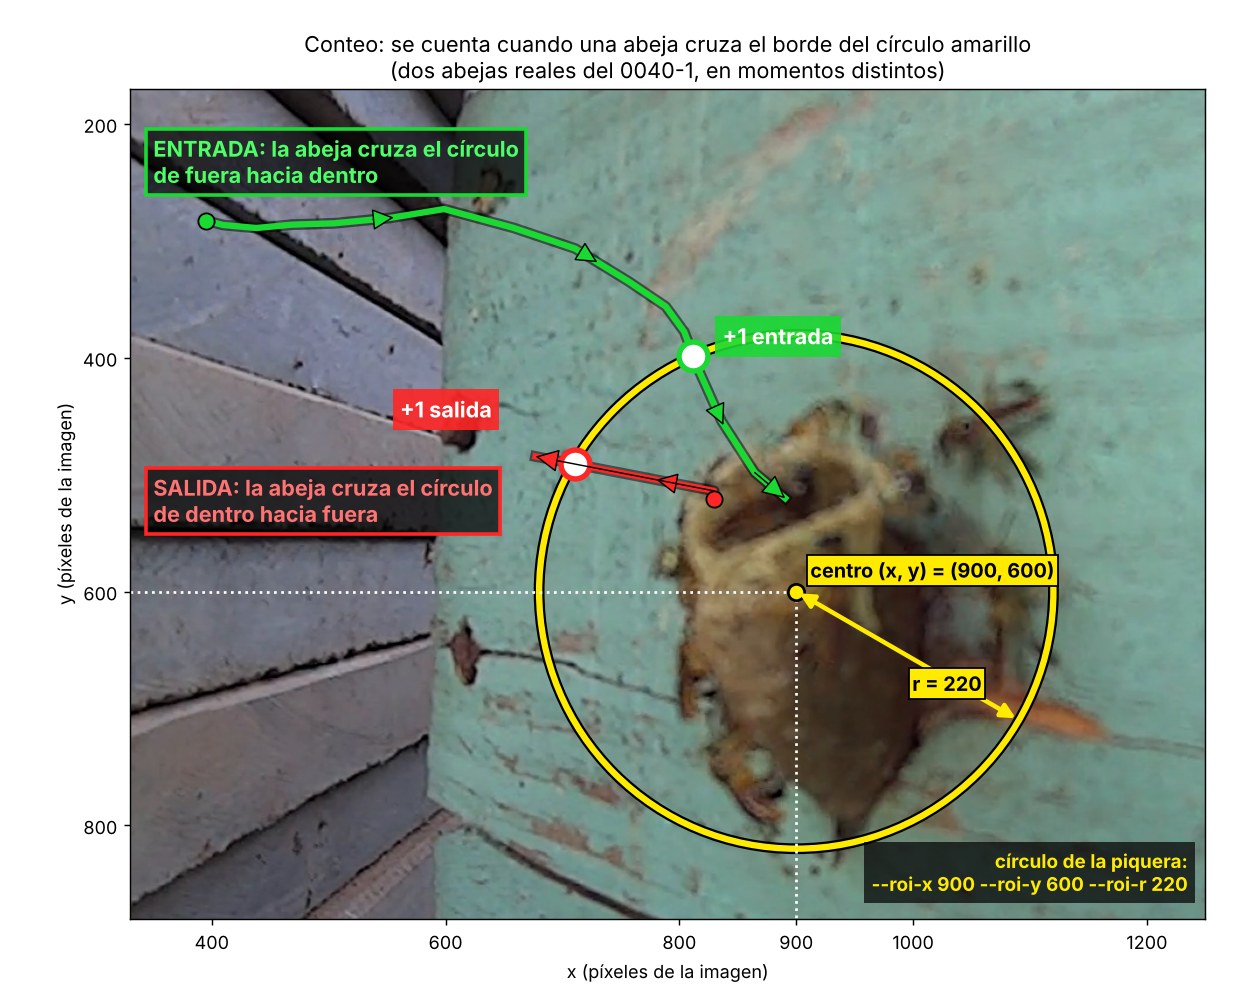 Conteo: se cuenta cuando una abeja cruza el borde del círculo amarillo
(dos abejas reales del 0040-1, en momentos distintos)
200
400
600
800
y (píxeles de la imagen)
ENTRADA: la abeja cruza el círculo
de fuera hacia dentro
+1 entrada
+1 salida
SALIDA: la abeja cruza el círculo
de dentro hacia fuera
centro (x, y) = (900, 600)
r = 220
círculo de la piquera:
--roi-x 900 --roi-y 600 --roi-r 220
400
600
800
900
1000
1200
x (píxeles de la imagen)